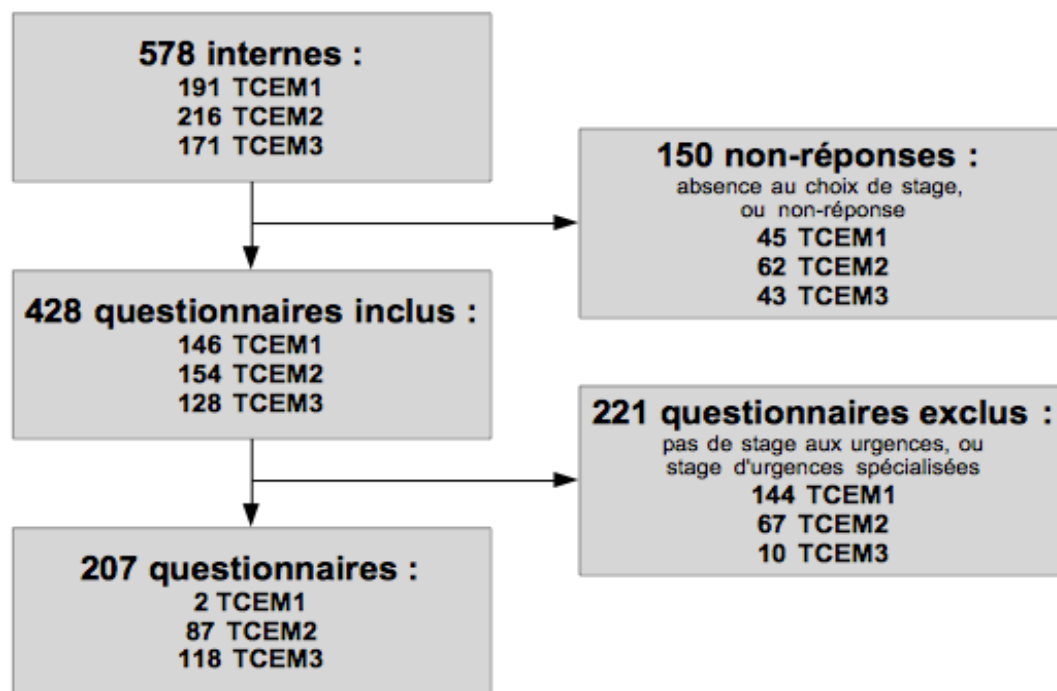 578 internes :
191 TCEM1
216 TCEM2
171 TCEM3
150 non-réponses :
absence au choix de stage,
ou non-réponse
45 TCEM1
62 TCEM2
43 TCEM3
428 questionnaires inclus :
146 TCEM1
154 TCEM2
128 TCEM3
221 questionnaires exclus :
pas de stage aux urgences, ou
stage d'urgences spécialisées
144 TCEM1
67 TCEM2
10 TCEM3
207 questionnaires :
2 TCEM1
87 TCEM2
118 TCEM3